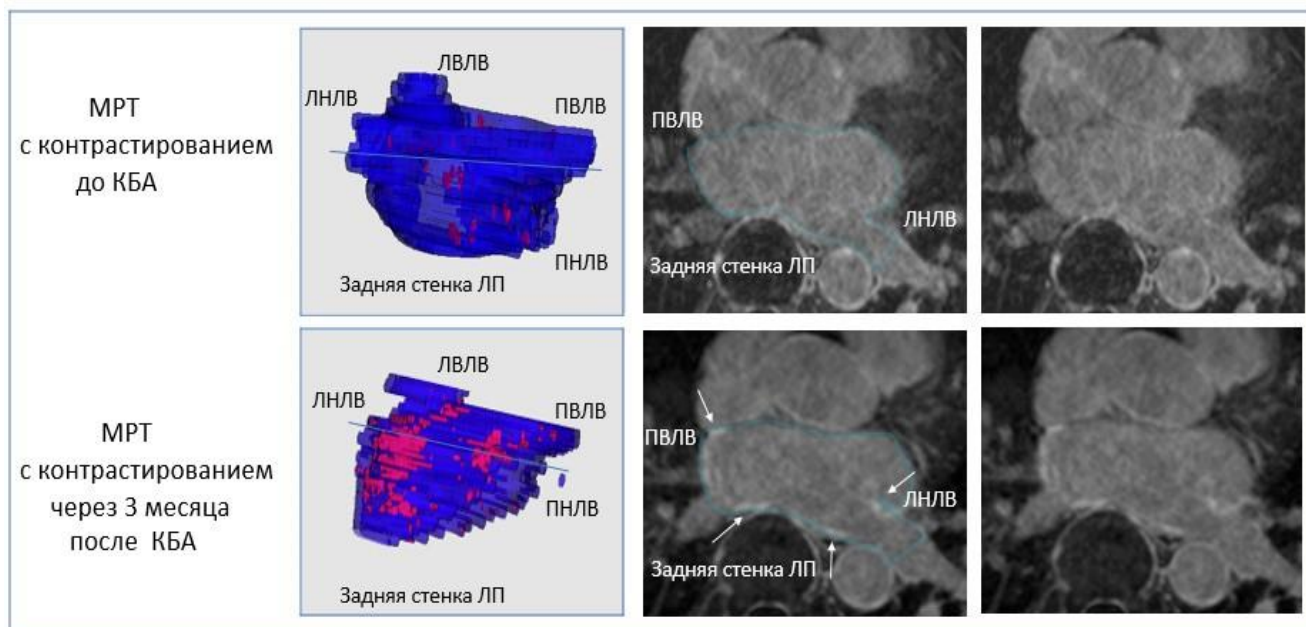 МРТ
с контрастированием
до КБА
ЛВЛВ
ЛНЛВ
ПВЛВ
ПНЛВ
Задняя стенка ЛП
ПВЛВ
ЛНЛВ
Задняя стенка ЛП
МРТ
с контрастированием
через 3 месяца
после КБА
ЛВЛВ
ЛНЛВ
ПВЛВ
ПНЛВ
Задняя стенка ЛП
ПВЛВ
ЛНЛВ
Задняя стенка ЛП